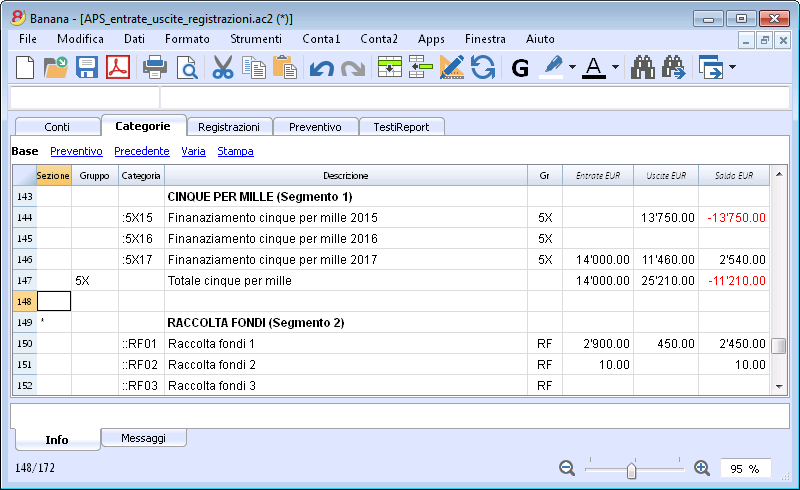 Banana - [APS_entrate_uscite_registrazioni.ac2 (*)]
File Modifica Dati Formato Strumenti Conta1 Conta2 Apps Finestra Aiuto
G A
Conti Categorie Registrazioni Preventivo TestiReport
Base Preventivo Precedente Varia Stampa
Sezione Gruppo Categoria Descrizione Gr Entrate EUR Uscite EUR Saldo EUR
143 CINQUE PER MILLE (Segmento 1)
144 :5X15 Finanaziamento cinque per mille 2015 5X 13'750.00 -13'750.00
145 :5X16 Finanaziamento cinque per mille 2016 5X
146 :5X17 Finanaziamento cinque per mille 2017 5X 14'000.00 11'460.00 2'540.00
147 5X Totale cinque per mille 14'000.00 25'210.00 -11'210.00
148
149 * RACCOLTA FONDI (Segmento 2)
150 ::RF01 Raccolta fondi 1 RF 2'900.00 450.00 2'450.00
151 ::RF02 Raccolta fondi 2 RF 10.00 10.00
152 ::RF03 Raccolta fondi 3 RF
Info Messaggi
148/172 95 %